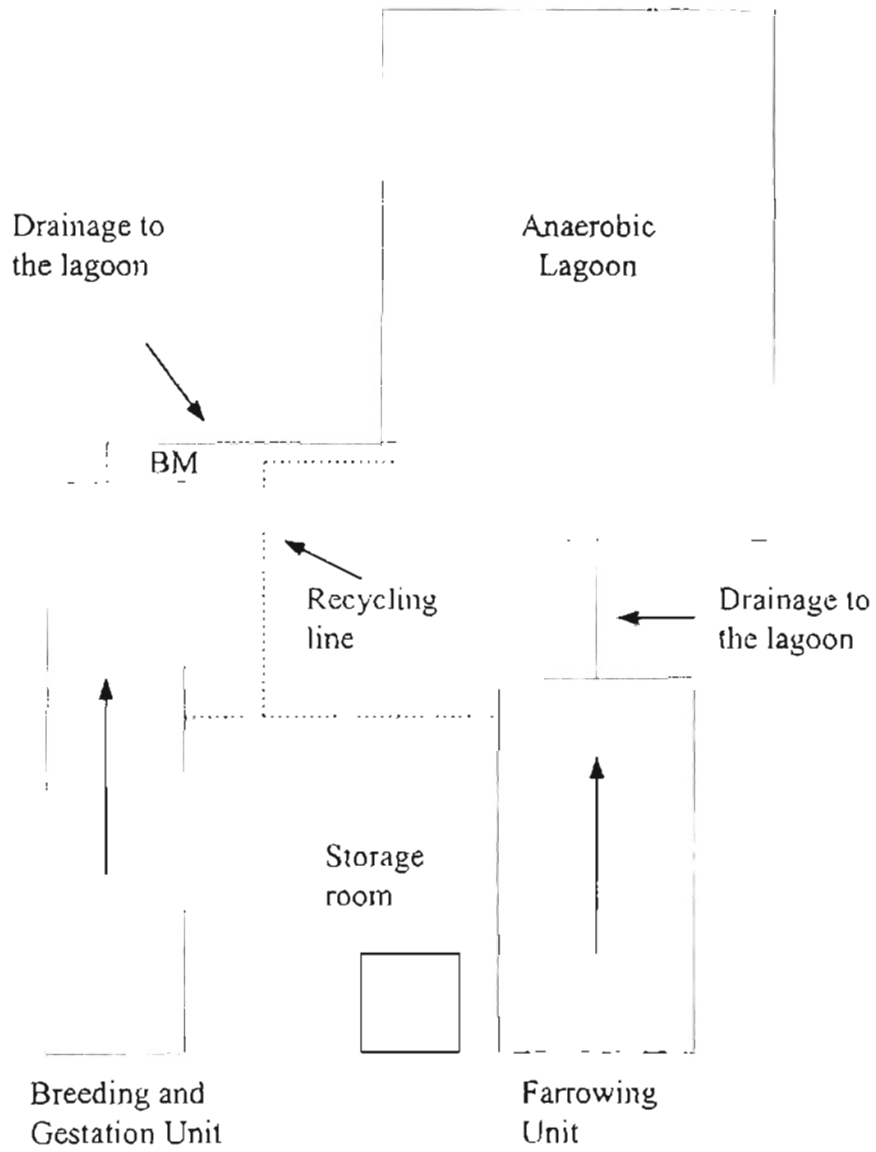 Drainage to
the lagoon
Anaerobic
Lagoon
BM
Recycling
line
Drainage to
the lagoon
Storage
room
Breeding and
Gestation Unit
Farrowing
Unit